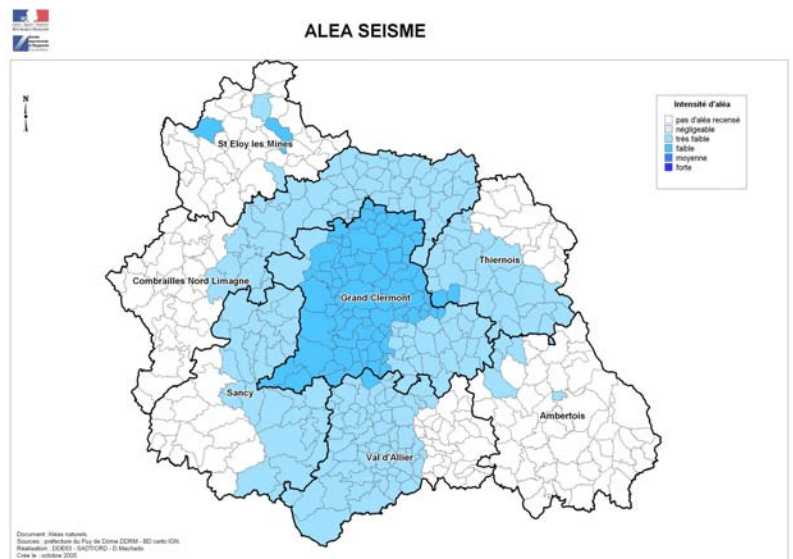 ALEA SEISME
N
Intensité d'aléa
pas d'aléa recensé
négligeable
très faible
faible
moyenne
forte
St Eloy les Mines
Combrailles Nord Limagne
Thiernois
Grand Clermont
Sancy
Ambertois
Val d'Allier
Document : Aléas naturels
Sources : préfecture du Puy de Dôme DDRM - BD carto IGN
Réalisation : DDE63 - SADT/CRD - D.Machado
Créé le : octobre 2005